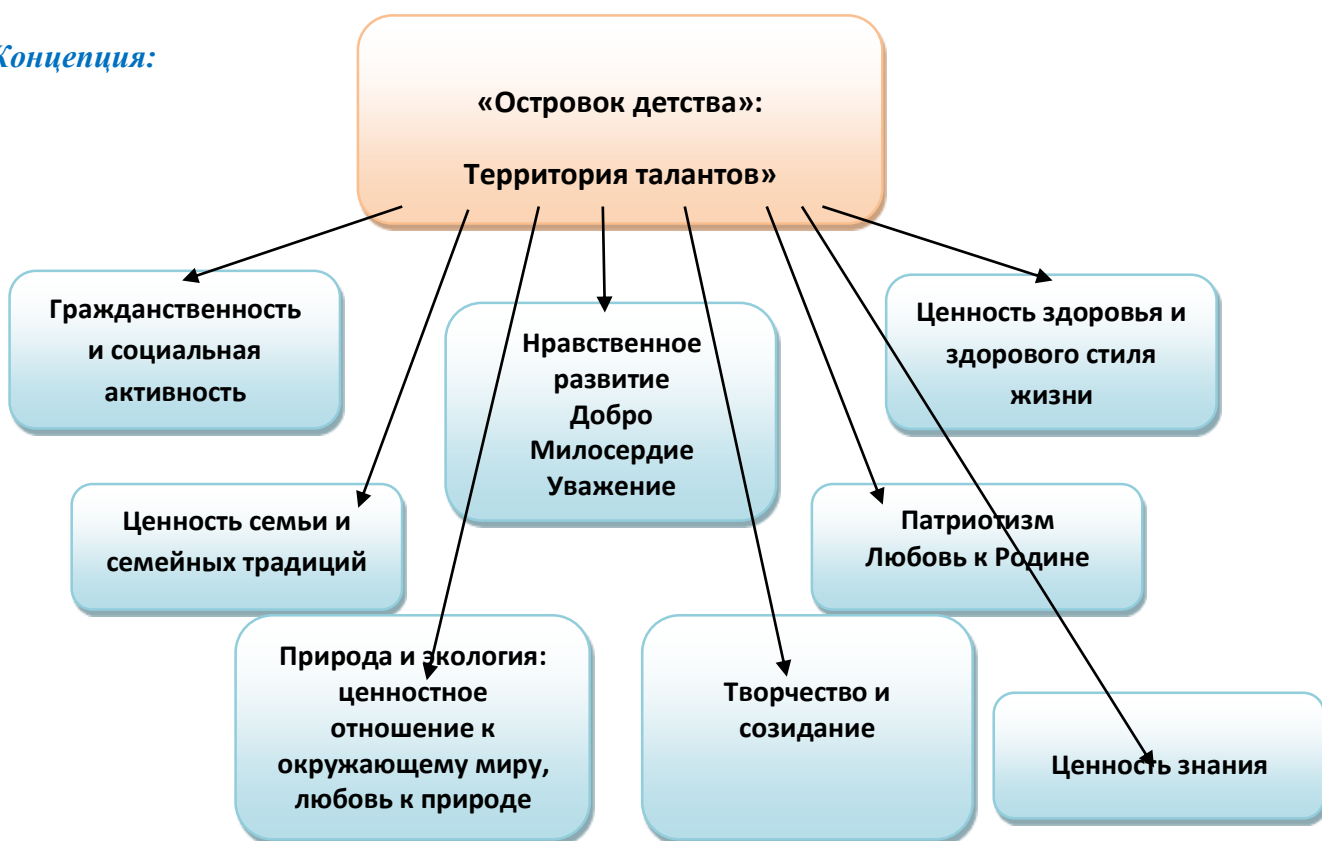 Концепция:
«Островок детства»:
Территория талантов»
Гражданственность
и социальная
активность
Нравственное
развитие
Добро
Милосердие
Уважение
Ценность здоровья и
здорового стиля
жизни
Ценность семьи и
семейных традиций
Патриотизм
Любовь к Родине
Природа и экология:
ценностное
отношение к
окружающему миру,
любовь к природе
Творчество и
созидание
Ценность знания